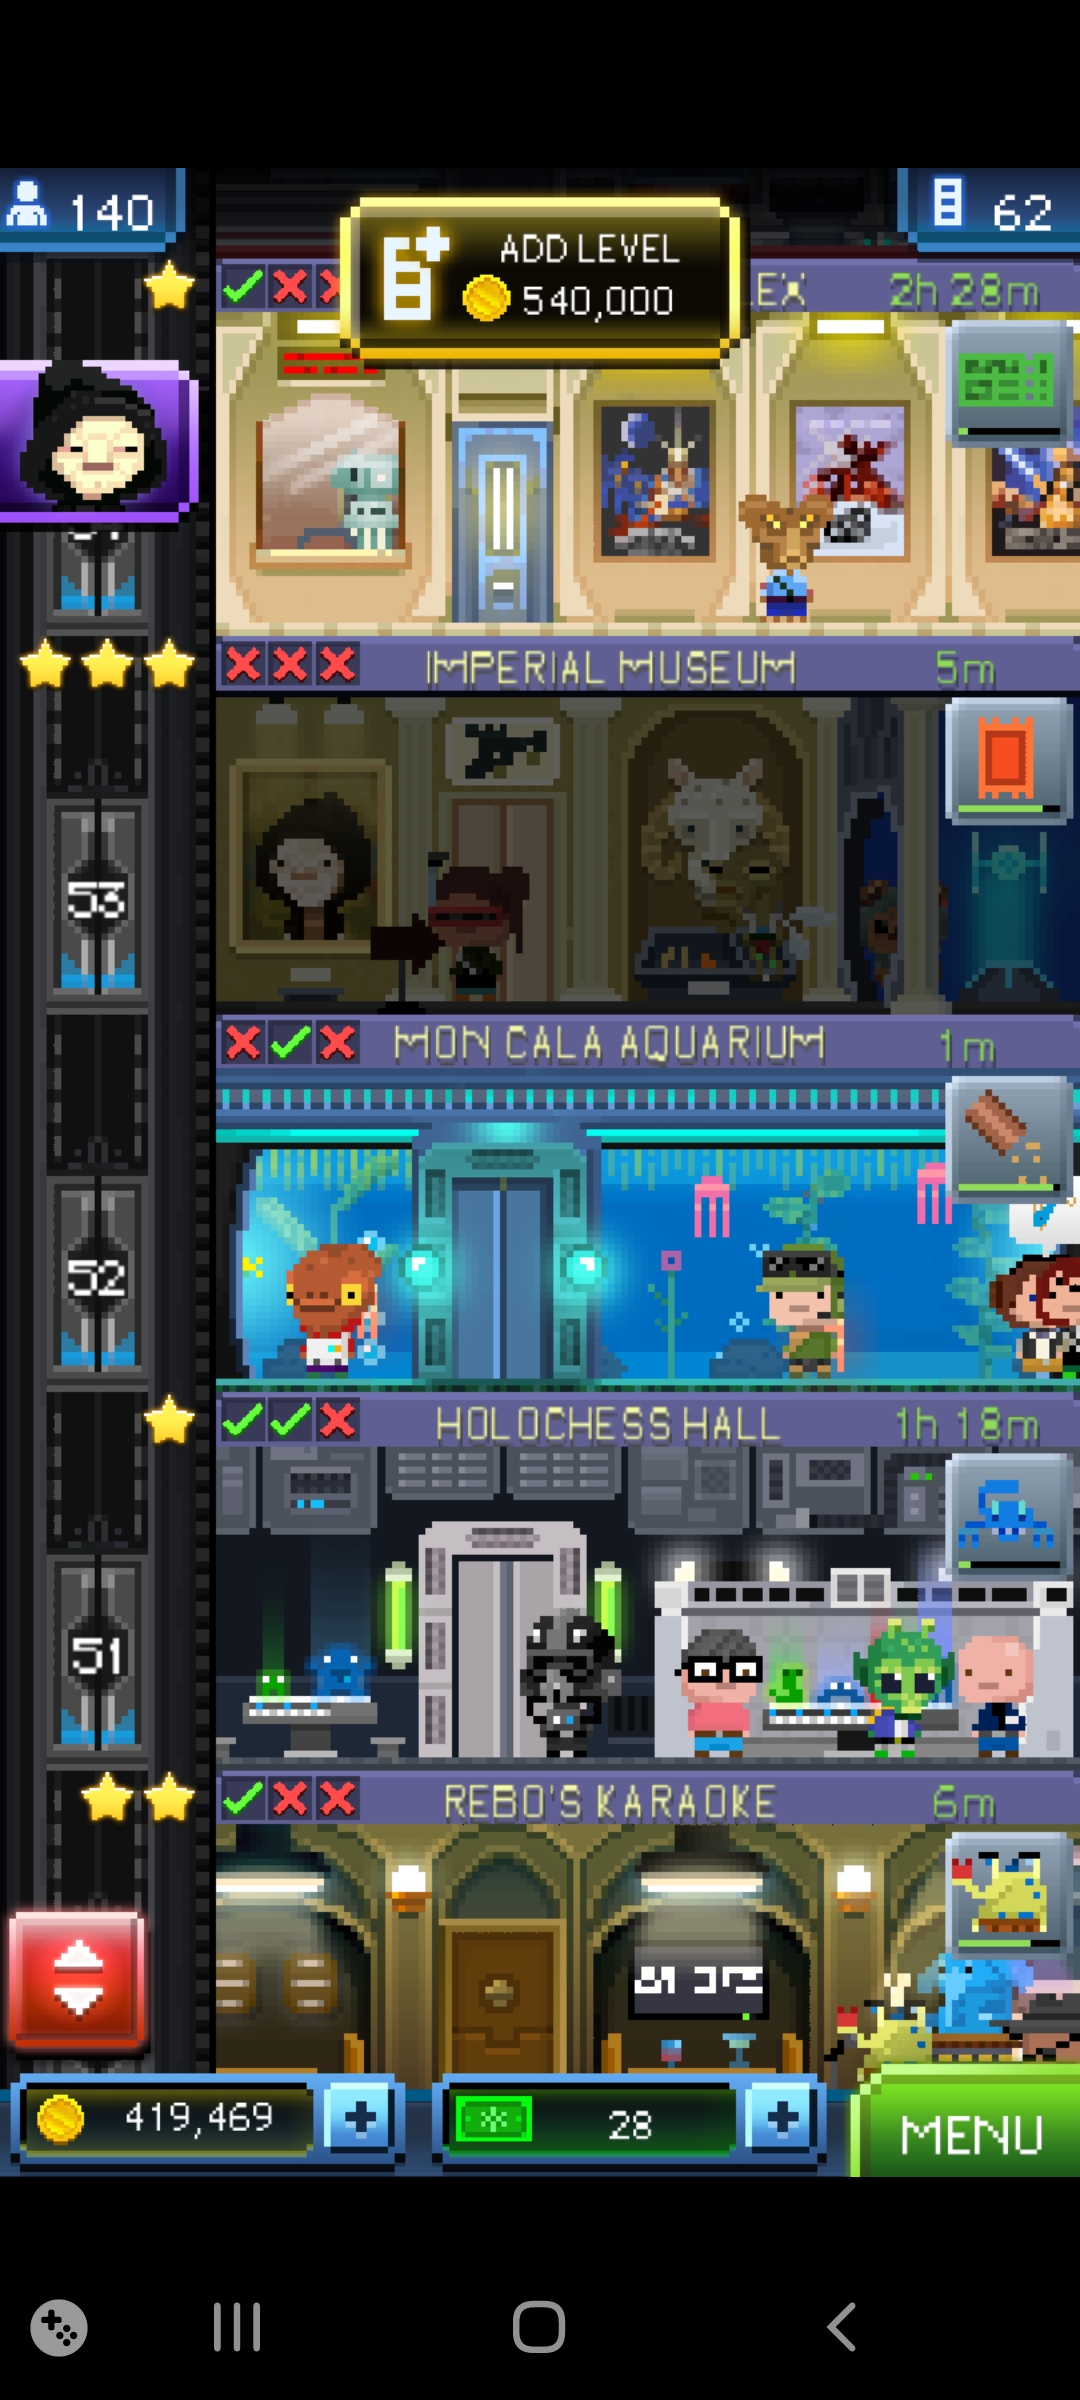 140
62
ADD LEVEL
540,000
EX 2h 28m
IMPERIAL MUSEUM 5m
53
MON CALA AQUARIUM 1m
52
HOLOCHESS HALL 1h 18m
51
REBO'S KARAOKE 6m
419,469
28
MENU